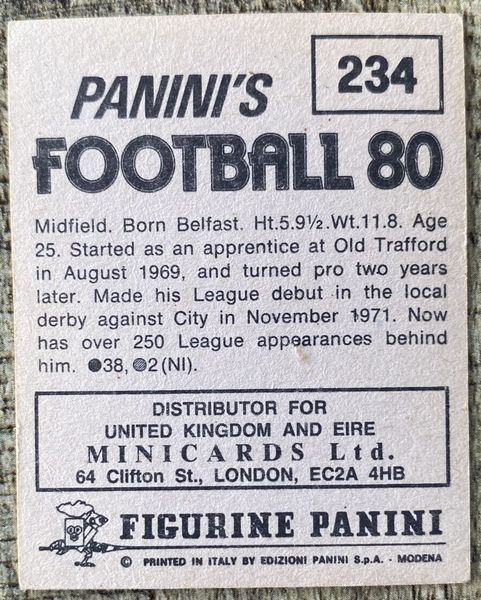 PANINI'S
234
FOOTBALL 80
Midfield. Born Belfast. Ht.5.9½.Wt.11.8. Age
25. Started as an apprentice at Old Trafford
in August 1969, and turned pro two years
later. Made his League debut in the local
derby against City in November 1971. Now
has over 250 League appearances behind
him. ●38, ●2 (NI).
DISTRIBUTOR FOR
UNITED KINGDOM AND EIRE
MINICARDS Ltd.
64 Clifton St., LONDON, EC2A 4HB
FIGURINE PANINI
© PRINTED IN ITALY BY EDIZIONI PANINI S.p.A. - MODENA